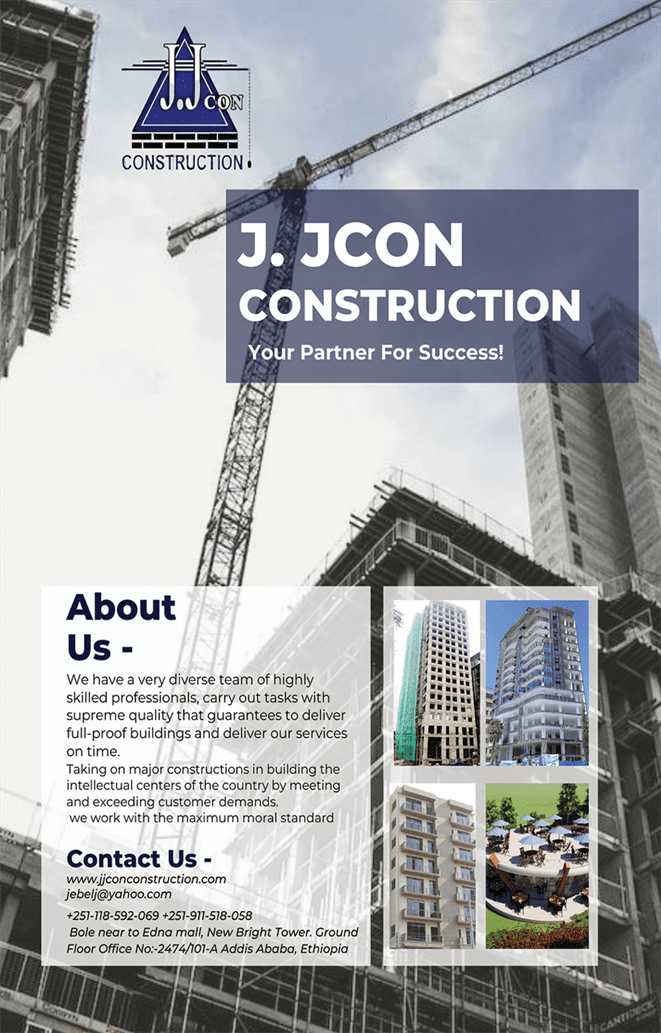 J.J CON
CONSTRUCTION
J. JCON
CONSTRUCTION
Your Partner For Success!
About
Us -
We have a very diverse team of highly
skilled professionals, carry out tasks with
supreme quality that guarantees to deliver
full-proof buildings and deliver our services
on time.
Taking on major constructions in building the
intellectual centers of the country by meeting
and exceeding customer demands.
we work with the maximum moral standard
Contact Us -
www.jjconconstruction.com
jebelj@yahoo.com
+251-118-592-069 +251-911-518-058
Bole near to Edna mall, New Bright Tower. Ground
Floor Office No:-2474/101-A Addis Ababa, Ethiopia